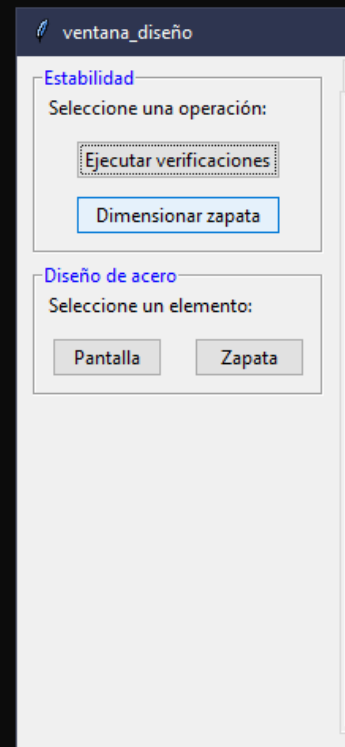 ventana_diseño
Estabilidad
Seleccione una operación:
Ejecutar verificaciones
Dimensionar zapata
Diseño de acero
Seleccione un elemento:
Pantalla Zapata